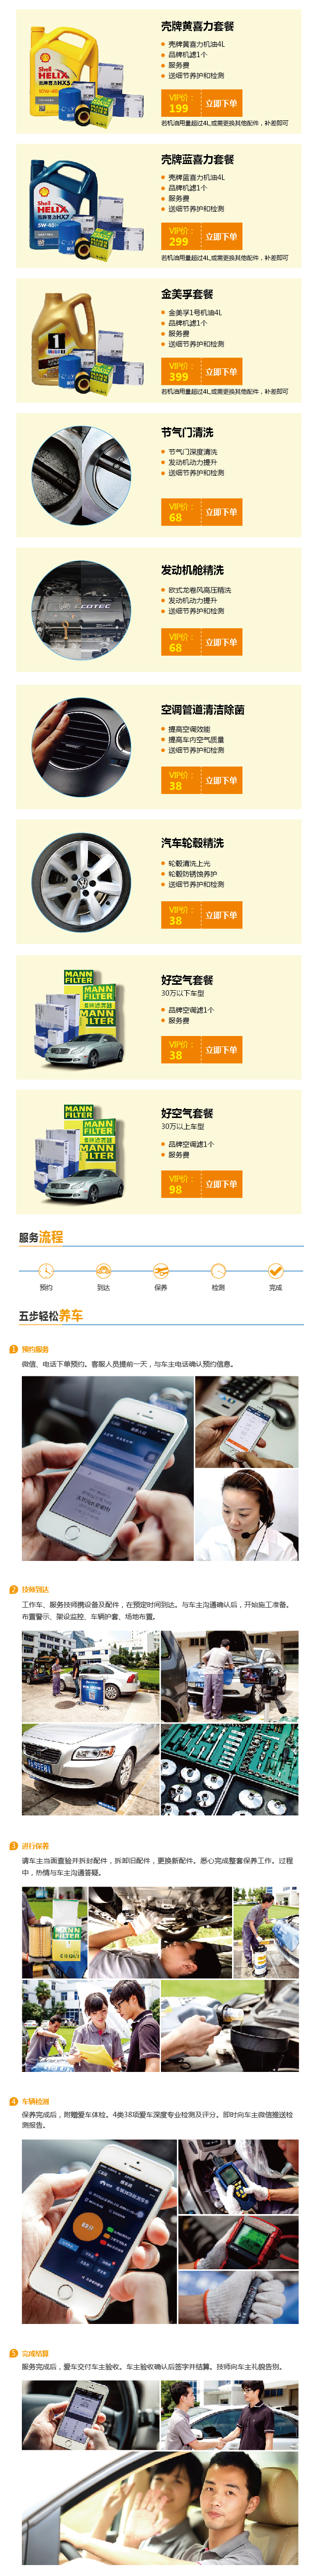 壳牌黄喜力套餐
壳牌黄喜力机油4L
品牌机滤1个
服务费
送细节养护和检测
VIP价：
199
立即下单
若机油用量超过4L,或需更换其他配件，补差即可
Shell
HELIX
HX5
壳牌蓝喜力套餐
壳牌蓝喜力机油4L
品牌机滤1个
服务费
送细节养护和检测
VIP价：
299
立即下单
若机油用量超过4L,或需更换其他配件，补差即可
Shell
HELIX
HX7
5W-40
金美孚套餐
金美孚1号机油4L
品牌机滤1个
服务费
送细节养护和检测
VIP价：
399
立即下单
若机油用量超过4L,或需更换其他配件，补差即可
1
节气门清洗
节气门深度清洗
发动机动力提升
送细节养护和检测
VIP价：
68
立即下单
发动机舱精洗
欧式龙卷风高压精洗
发动机动力提升
送细节养护和检测
VIP价：
68
立即下单
ECOTEC
空调管道清洁除菌
提高空调效能
提高车内空气质量
送细节养护和检测
VIP价：
38
立即下单
汽车轮毂精洗
轮毂清洗上光
轮毂防锈蚀养护
送细节养护和检测
VIP价：
38
立即下单
好空气套餐
30万以下车型
品牌空调滤1个
服务费
VIP价：
38
立即下单
MANN
FILTER
MANN
FILTER
好空气套餐
30万以上车型
品牌空调滤1个
服务费
VIP价：
98
立即下单
MANN
FILTER
MANN
FILTER
服务流程
预约
到达
保养
检测
完成
五步轻松养车
1 预约服务
微信、电话下单预约。客服人员提前一天，与车主电话确认预约信息。
2 技师到达
工作车、服务技师携设备及配件，在预定时间到达。与车主沟通确认后，开始施工准备。
布置警示、架设监控、车辆护套、场地布置。
3 进行保养
请车主当面查验并拆封配件，拆卸旧配件，更换新配件。悉心完成整套保养工作。过程
中，热情与车主沟通答疑。
MANN
FILTER
4 车辆检测
保养完成后，附赠爱车体检。4类38项爱车深度专业检测及评分。即时向车主微信推送检
测报告。
5 完成结算
服务完成后，爱车交付车主验收。车主验收确认后签字并结算。技师向车主礼貌告别。